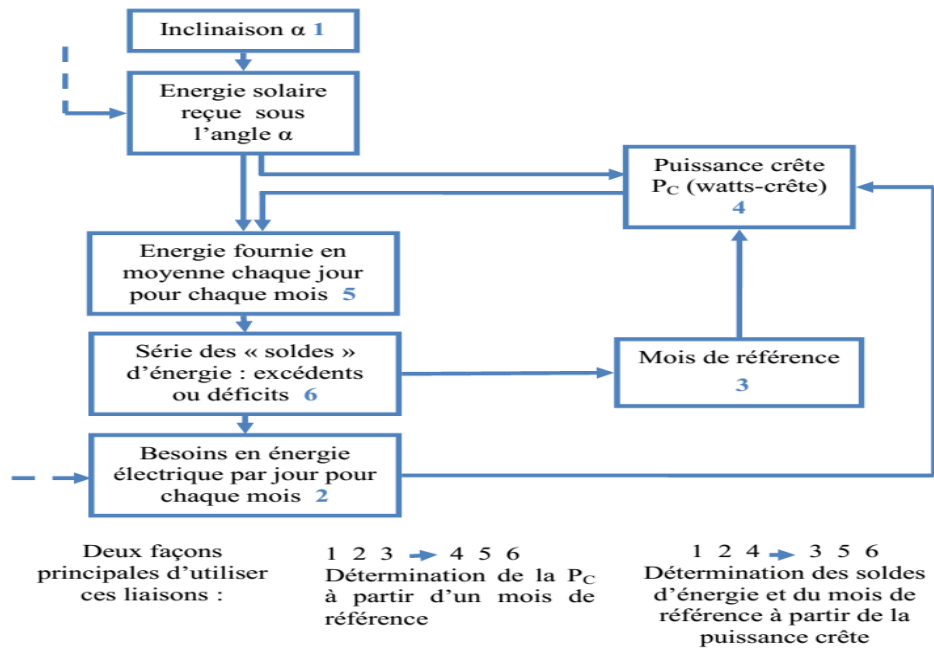 Inclinaison α 1
Energie solaire
reçue sous
l'angle α
Puissance crête
P_C (watts-crête)
4
Energie fournie en
moyenne chaque jour
pour chaque mois 5
Série des « soldes »
d'énergie : excédents
ou déficits 6
Mois de référence
3
Besoins en énergie
électrique par jour pour
chaque mois 2
Deux façons
principales d'utiliser
ces liaisons :
1 2 3 → 4 5 6
Détermination de la P_C
à partir d'un mois de
référence
1 2 4 → 3 5 6
Détermination des soldes
d'énergie et du mois de
référence à partir de la
puissance crête